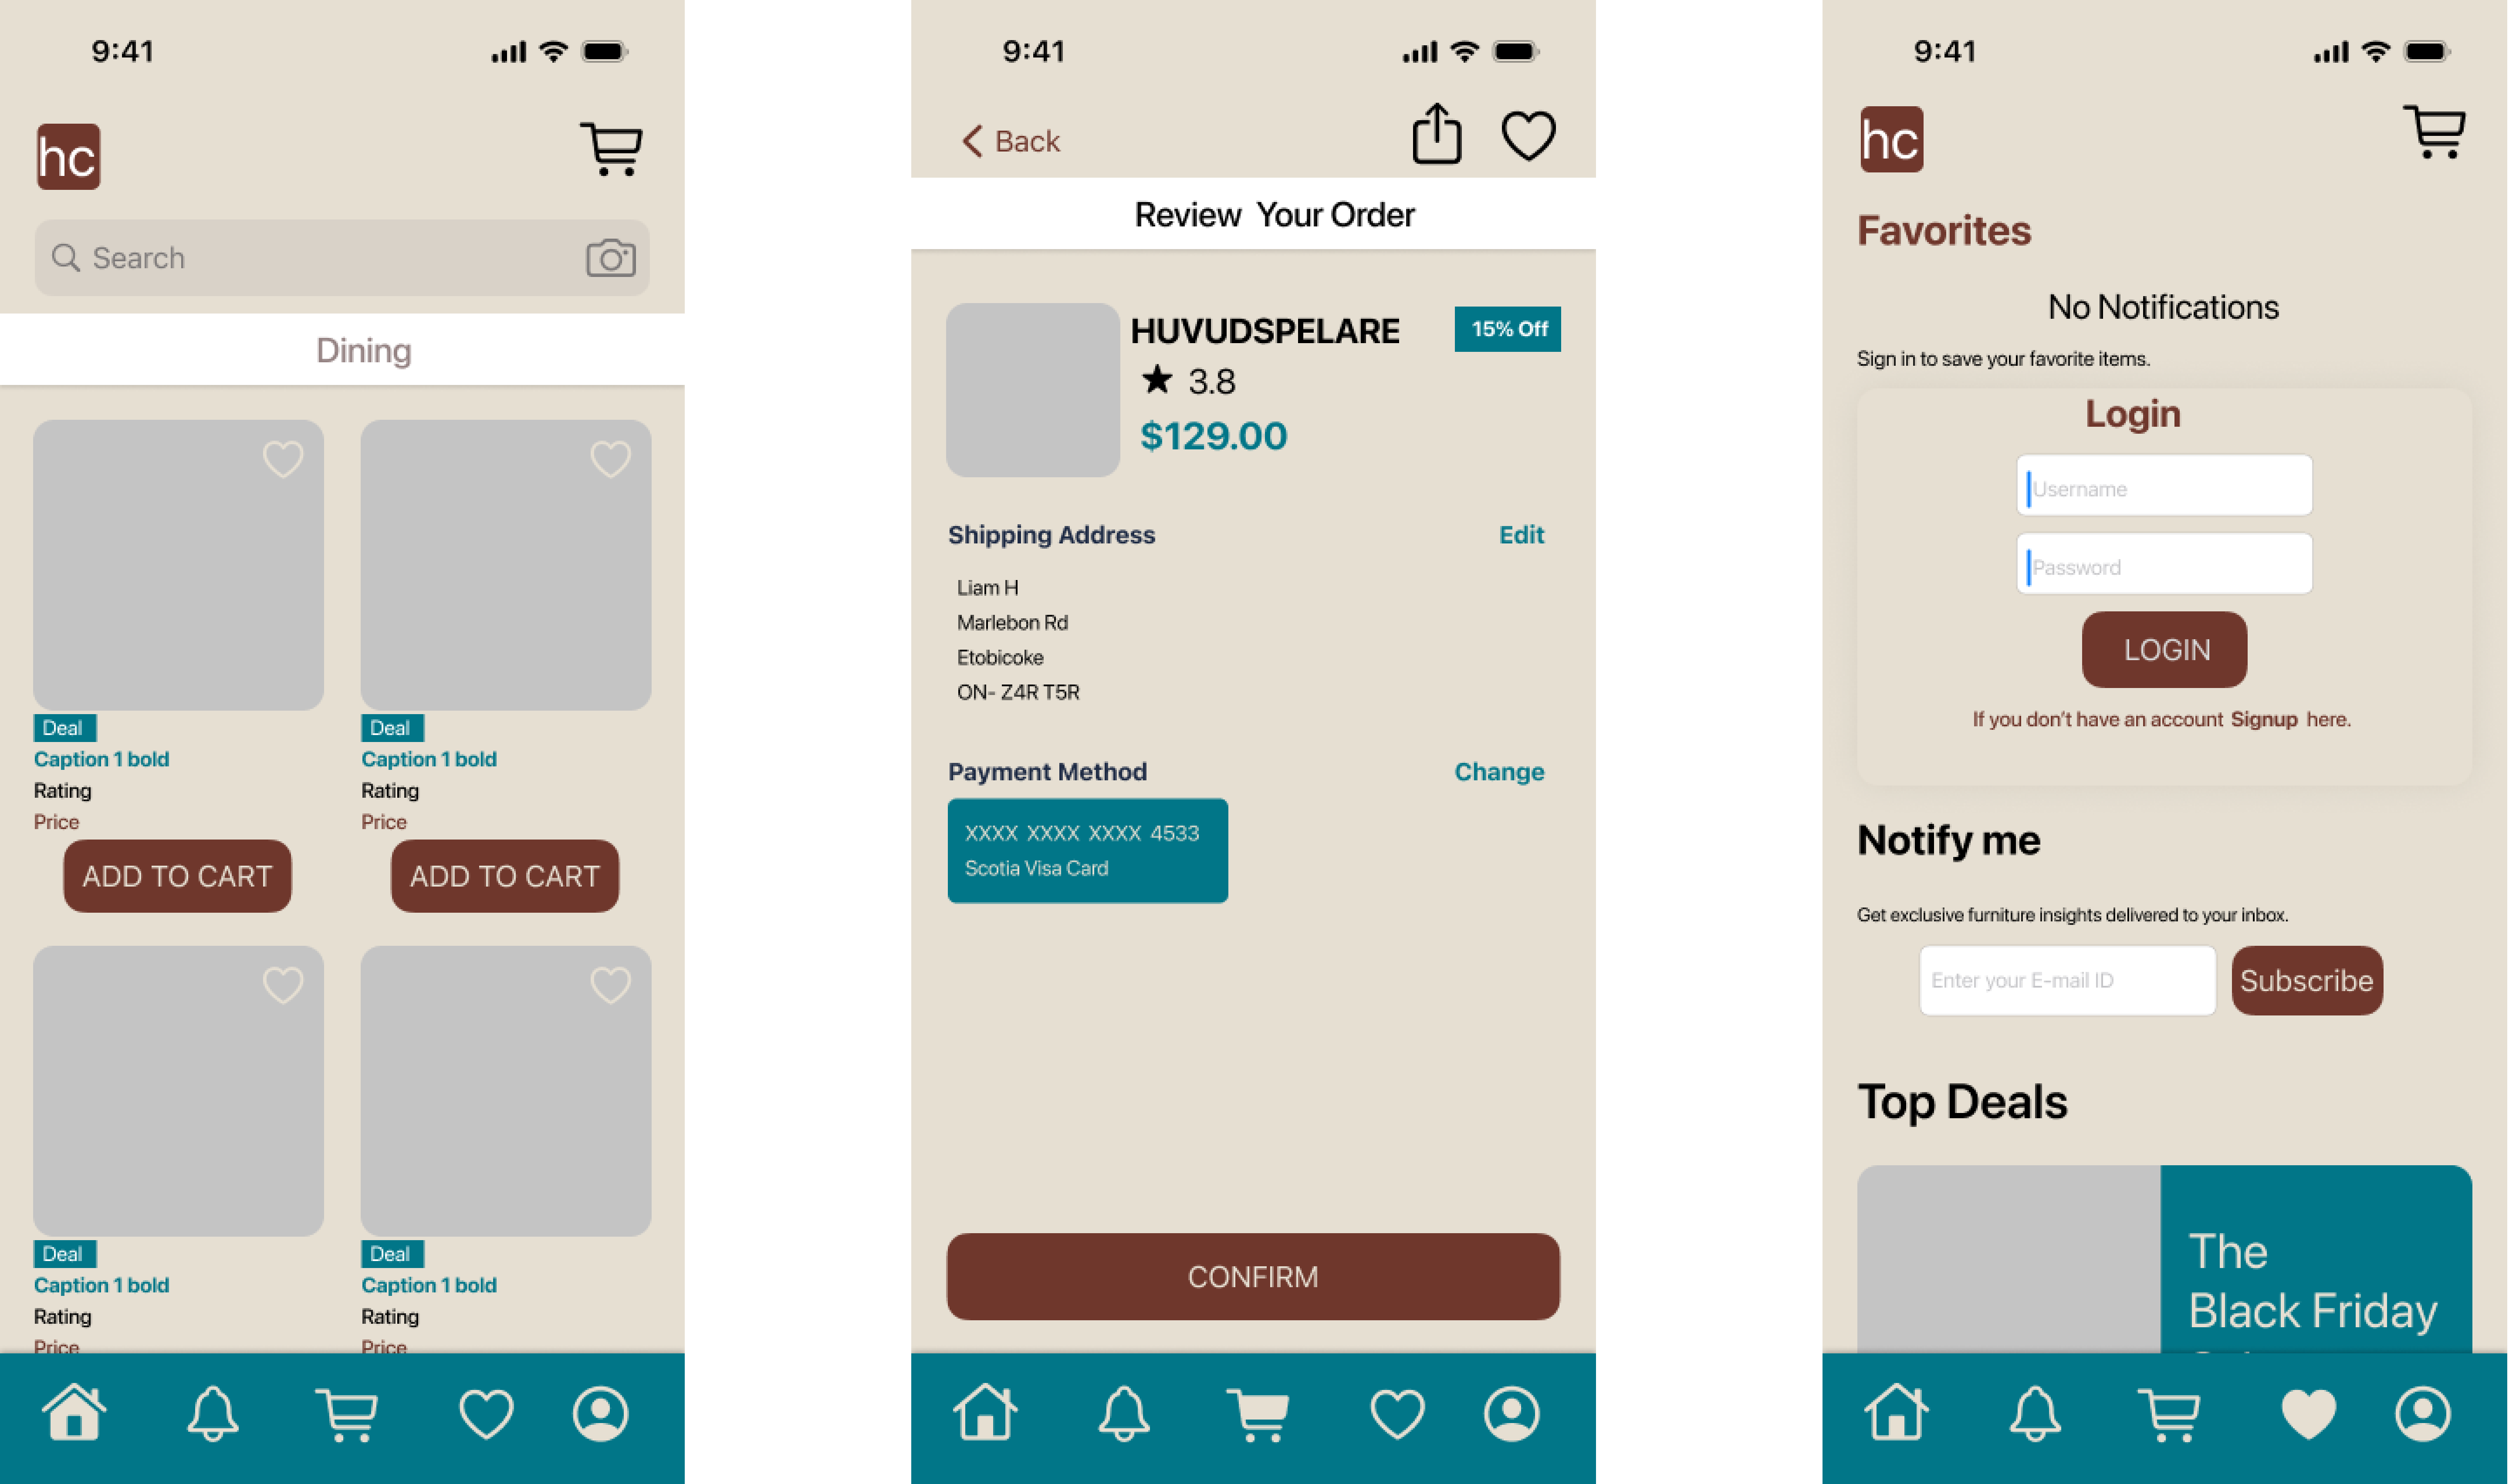 9:41
hc
Search
Dining
Deal Deal
Caption 1 bold Caption 1 bold
Rating Rating
Price Price
ADD TO CART ADD TO CART
Deal Deal
Caption 1 bold Caption 1 bold
Rating Rating
Price Price
9:41
Back
Review Your Order
HUVUDSPELARE 15% Off
3.8
$129.00
Shipping Address Edit
Liam H
Marlebon Rd
Etobicoke
ON- Z4R T5R
Payment Method Change
XXXX XXXX XXXX 4533
Scotia Visa Card
CONFIRM
9:41
hc
Favorites
No Notifications
Sign in to save your favorite items.
Login
Username
Password
LOGIN
If you don't have an account Signup here.
Notify me
Get exclusive furniture insights delivered to your inbox.
Enter your E-mail ID Subscribe
Top Deals
The
Black Friday